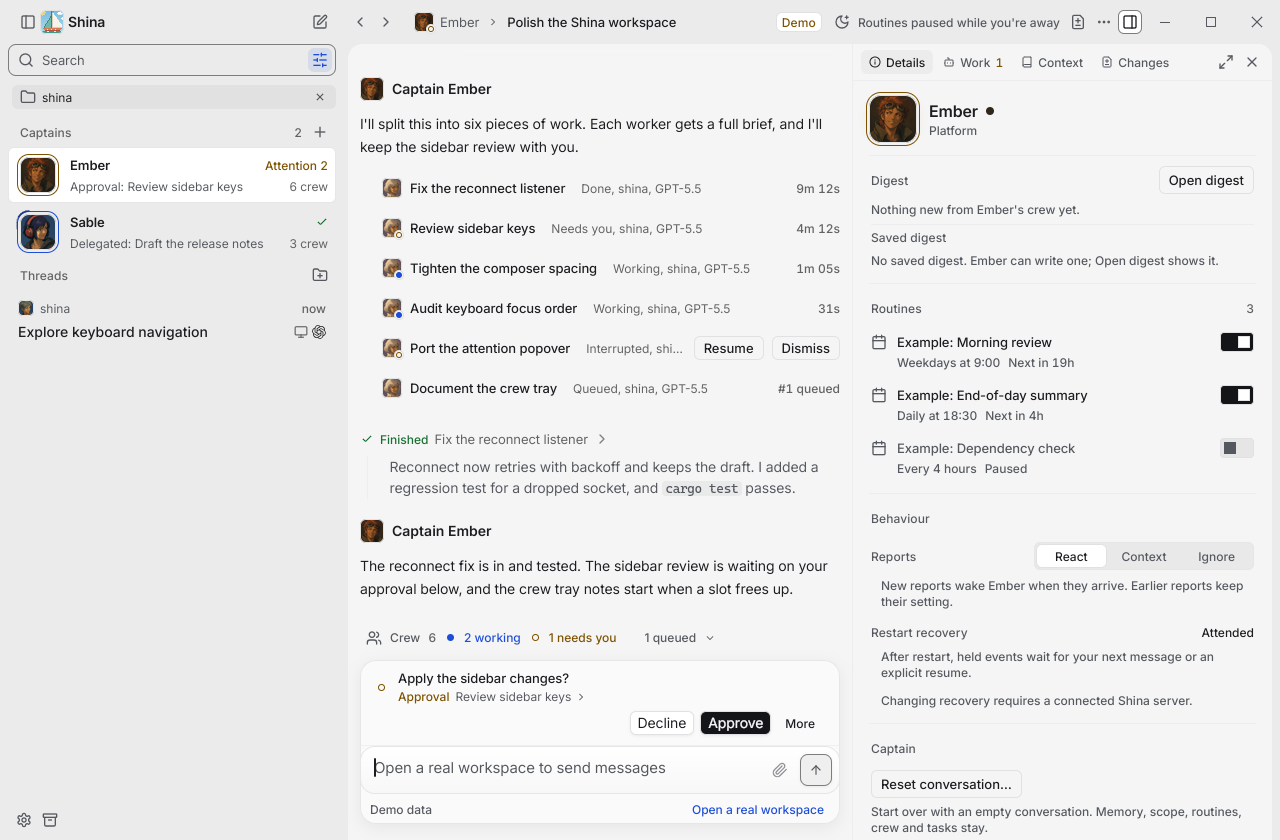 Shina
Ember
Polish the Shina workspace
Demo
Routines paused while you're away
Search
shina
Captains
2
Ember
Attention 2
Approval: Review sidebar keys
6 crew
Sable
Delegated: Draft the release notes
3 crew
Threads
shina
now
Explore keyboard navigation
Captain Ember
I'll split this into six pieces of work. Each worker gets a full brief, and I'll
keep the sidebar review with you.
Fix the reconnect listener Done, shina, GPT-5.5 9m 12s
Review sidebar keys Needs you, shina, GPT-5.5 4m 12s
Tighten the composer spacing Working, shina, GPT-5.5 1m 05s
Audit keyboard focus order Working, shina, GPT-5.5 31s
Port the attention popover Interrupted, shi... Resume Dismiss
Document the crew tray Queued, shina, GPT-5.5 #1 queued
Finished Fix the reconnect listener
Reconnect now retries with backoff and keeps the draft. I added a
regression test for a dropped socket, and cargo test passes.
Captain Ember
The reconnect fix is in and tested. The sidebar review is waiting on your
approval below, and the crew tray notes start when a slot frees up.
Crew 6 2 working 1 needs you 1 queued
Apply the sidebar changes?
Approval Review sidebar keys
Decline Approve More
Open a real workspace to send messages
Demo data Open a real workspace
Details Work 1 Context Changes
Ember
Platform
Digest Open digest
Nothing new from Ember's crew yet.
Saved digest
No saved digest. Ember can write one; Open digest shows it.
Routines 3
Example: Morning review
Weekdays at 9:00 Next in 19h
Example: End-of-day summary
Daily at 18:30 Next in 4h
Example: Dependency check
Every 4 hours Paused
Behaviour
Reports React Context Ignore
New reports wake Ember when they arrive. Earlier reports keep
their setting.
Restart recovery Attended
After restart, held events wait for your next message or an
explicit resume.
Changing recovery requires a connected Shina server.
Captain
Reset conversation...
Start over with an empty conversation. Memory, scope, routines,
crew and tasks stay.